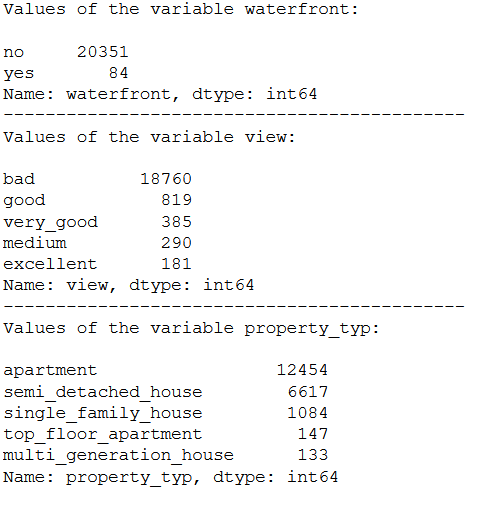 Values of the variable waterfront:
no     20351
yes       84
Name: waterfront, dtype: int64
--------------------------------------------
Values of the variable view:
bad          18760
good           819
very_good      385
medium         290
excellent      181
Name: view, dtype: int64
--------------------------------------------
Values of the variable property_typ:
apartment                 12454
semi_detached_house        6617
single_family_house        1084
top_floor_apartment         147
multi_generation_house      133
Name: property_typ, dtype: int64